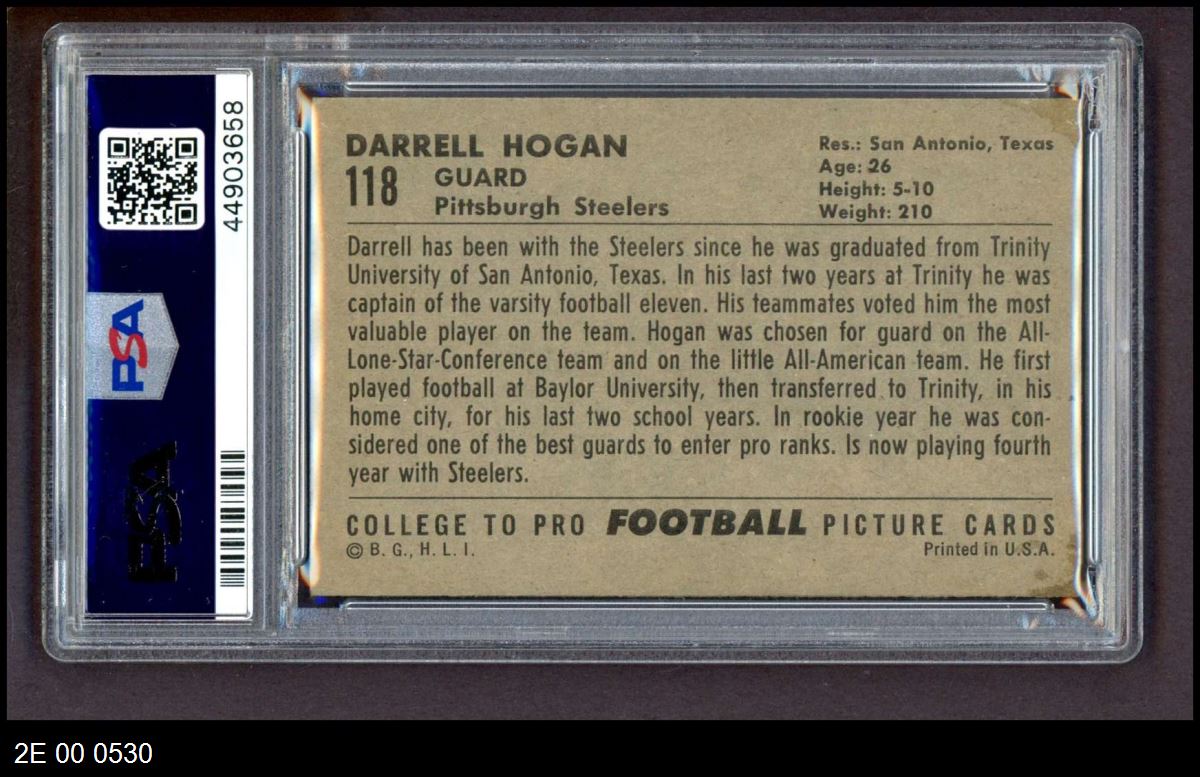 44903658
PSA
PSA
DARRELL HOGAN
118 GUARD
Pittsburgh Steelers
Res.: San Antonio, Texas
Age: 26
Height: 5-10
Weight: 210
Darrell has been with the Steelers since he was graduated from Trinity
University of San Antonio, Texas. In his last two years at Trinity he was
captain of the varsity football eleven. His teammates voted him the most
valuable player on the team. Hogan was chosen for guard on the All-
Lone-Star-Conference team and on the little All-American team. He first
played football at Baylor University, then transferred to Trinity, in his
home city, for his last two school years. In rookie year he was con-
sidered one of the best guards to enter pro ranks. Is now playing fourth
year with Steelers.
COLLEGE TO PRO FOOTBALL PICTURE CARDS
© B. G., H. L. I.
Printed in U.S.A.
2E 00 0530